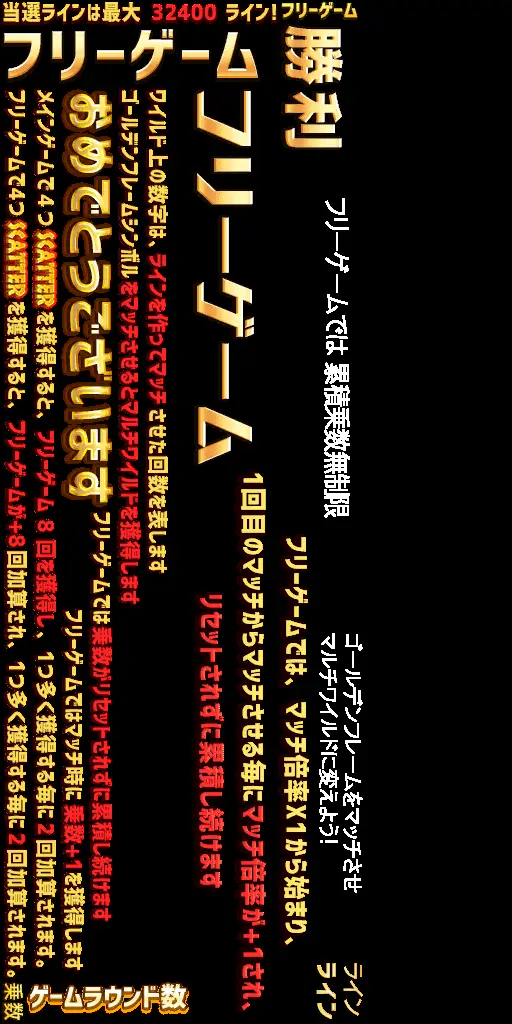 当選ラインは最大 32400 ライン!
フリーゲーム
フリーゲーム
勝利
フリーゲーム
ワイルド上の数字は、ラインを作ってマッチさせた回数を表します
ゴールデンフレームシンボルをマッチさせるとマルチワイルドを獲得します
おめでとうございます
メインゲームで4つ SCATTER を獲得すると、フリーゲーム 8 回を獲得し、1つ多く獲得する毎に 2 回加算されます。
フリーゲームで4つ SCATTER を獲得すると、フリーゲームが+8 回加算され、1つ多く獲得する毎に 2 回加算されます。
フリーゲームでは 累積乗数無制限
1回目のマッチからマッチさせる毎にマッチ倍率が+1され、
リセットされずに累積し続けます
フリーゲームでは、マッチ倍率X1から始まり、
フリーゲームでは 乗数がリセットされずに累積し続けます
フリーゲームではマッチ時に 乗数+1 を獲得します
ゴールデンフレームをマッチさせ
マルチワイルドに変えよう!
ライン
ライン
乗数
ゲームラウンド数